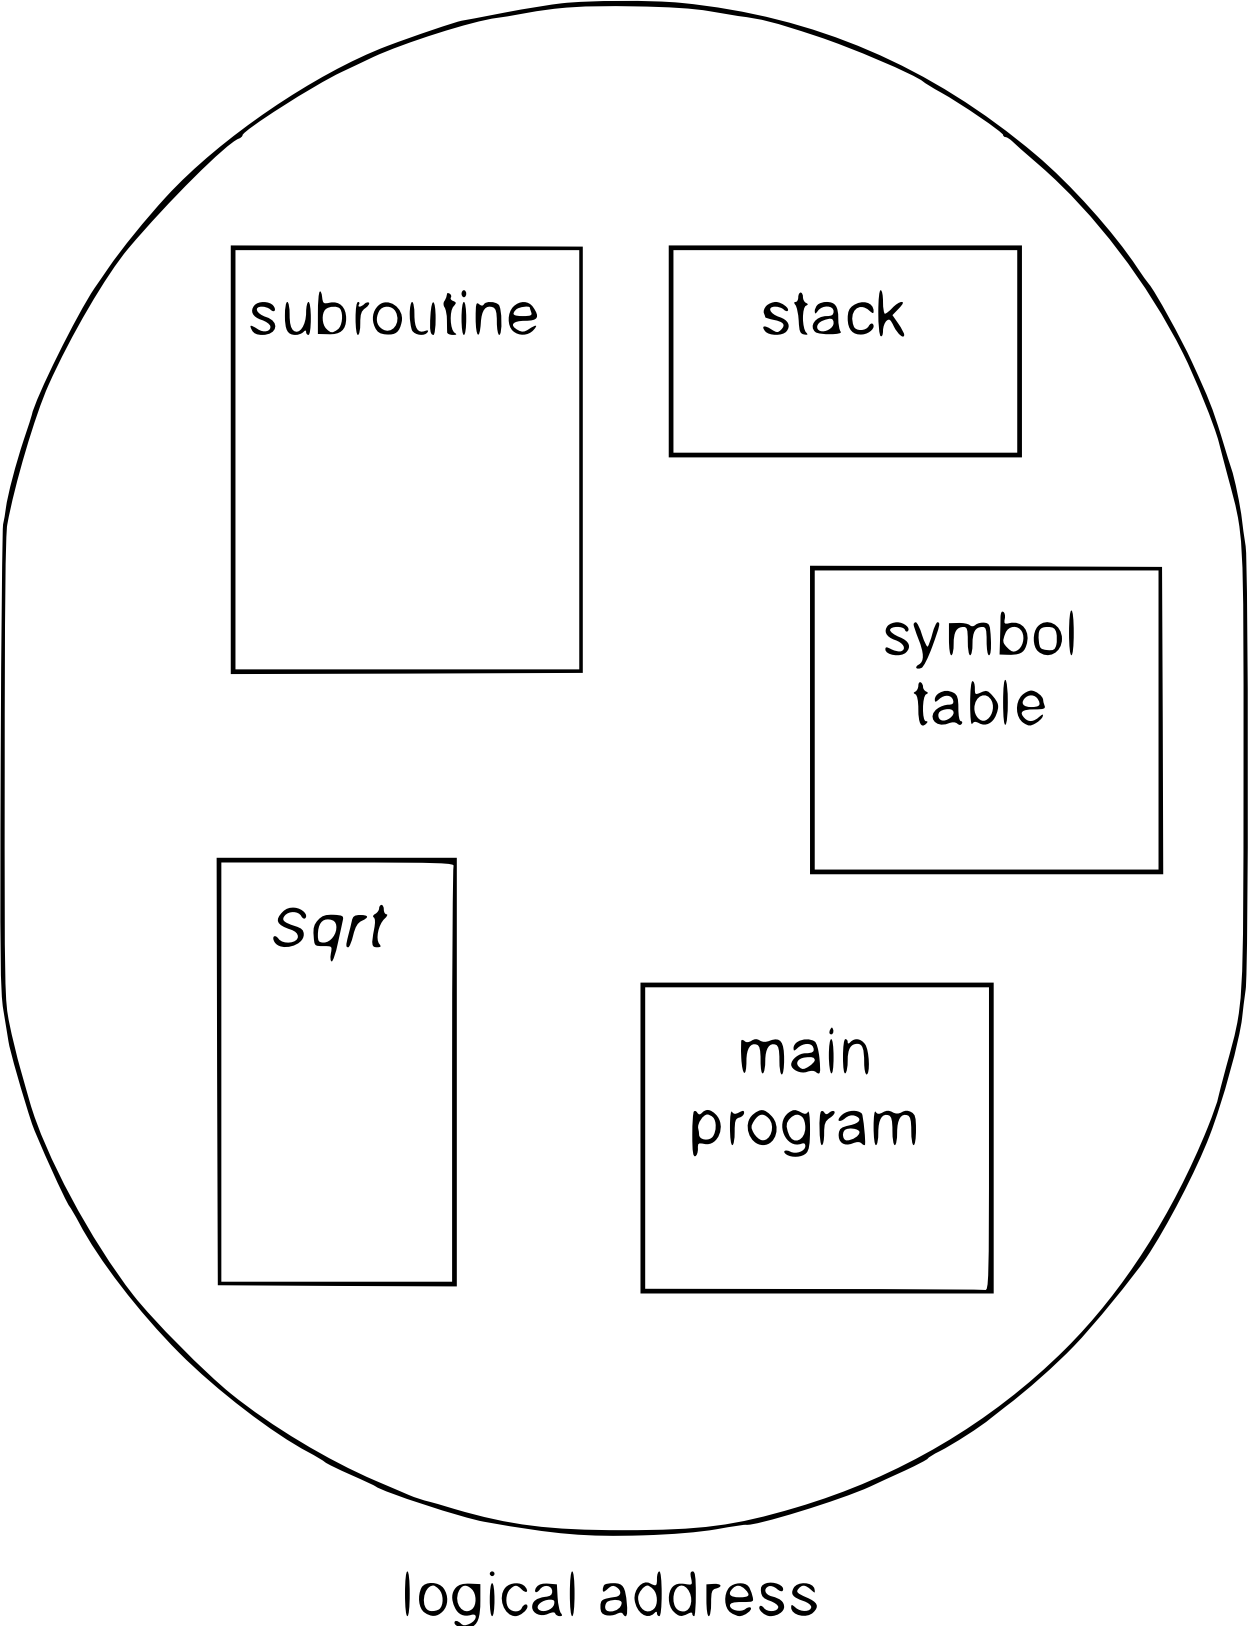 subroutine
stack
symbol
table
Sqrt
main
program
logical address